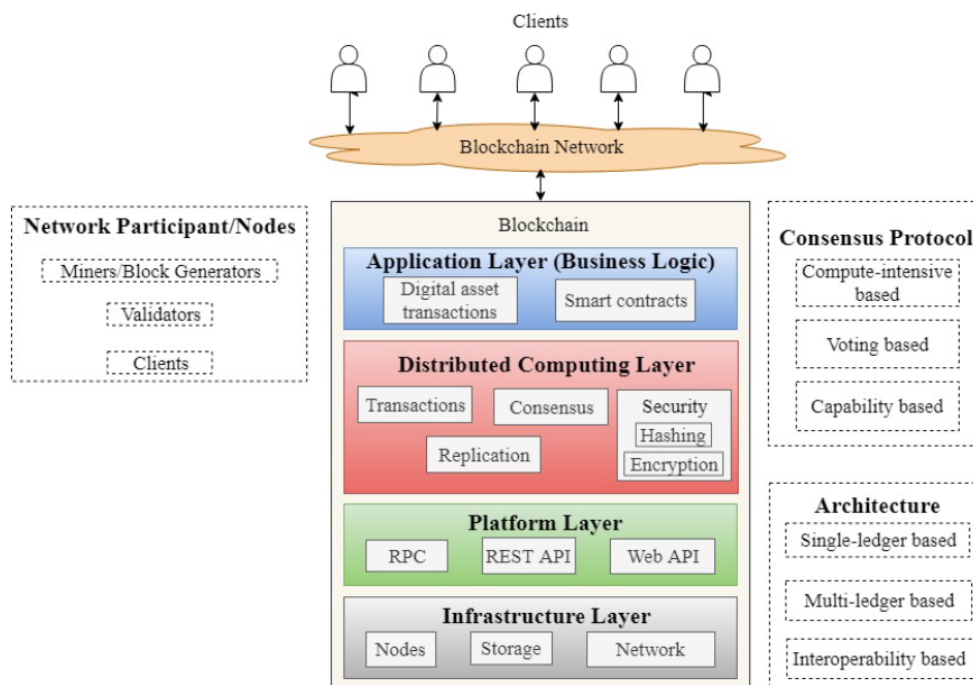 Clients
Blockchain Network
Network Participant/Nodes
Miners/Block Generators
Validators
Clients
Blockchain
Application Layer (Business Logic)
Digital asset
transactions
Smart contracts
Distributed Computing Layer
Transactions
Consensus
Replication
Security
Hashing
Encryption
Platform Layer
RPC
REST API
Web API
Infrastructure Layer
Nodes
Storage
Network
Consensus Protocol
Compute-intensive
based
Voting based
Capability based
Architecture
Single-ledger based
Multi-ledger based
Interoperability based